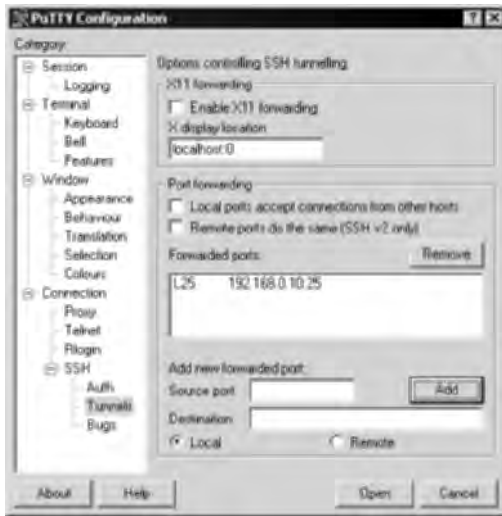 PuTTY Configuration
Category:
Session
Logging
Terminal
Keyboard
Bell
Features
Window
Appearance
Behaviour
Translation
Selection
Colours
Connection
Proxy
Telnet
Rlogin
SSH
Auth
Tunnels
Bugs
Options controlling SSH tunnelling
X11 forwarding
Enable X11 forwarding
X display location
localhost:0
Port forwarding
Local ports accept connections from other hosts
Remote ports do the same (SSH v2 only)
Forwarded ports:
Remove
L25 192.168.0.10:25
Add new forwarded port:
Source port
Add
Destination
Local
Remote
About
Help
Open
Cancel